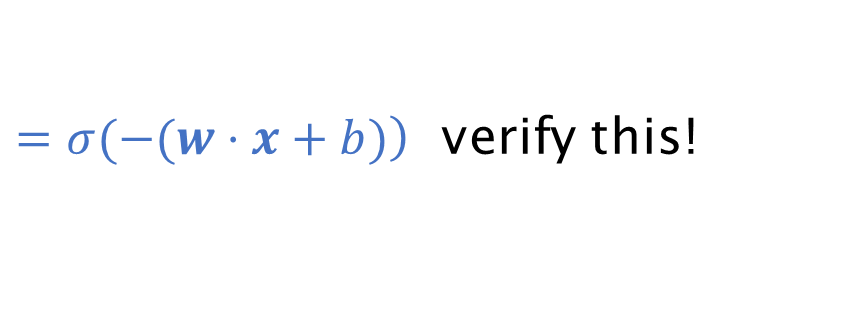 = σ(−(w · x + b)) verify this!